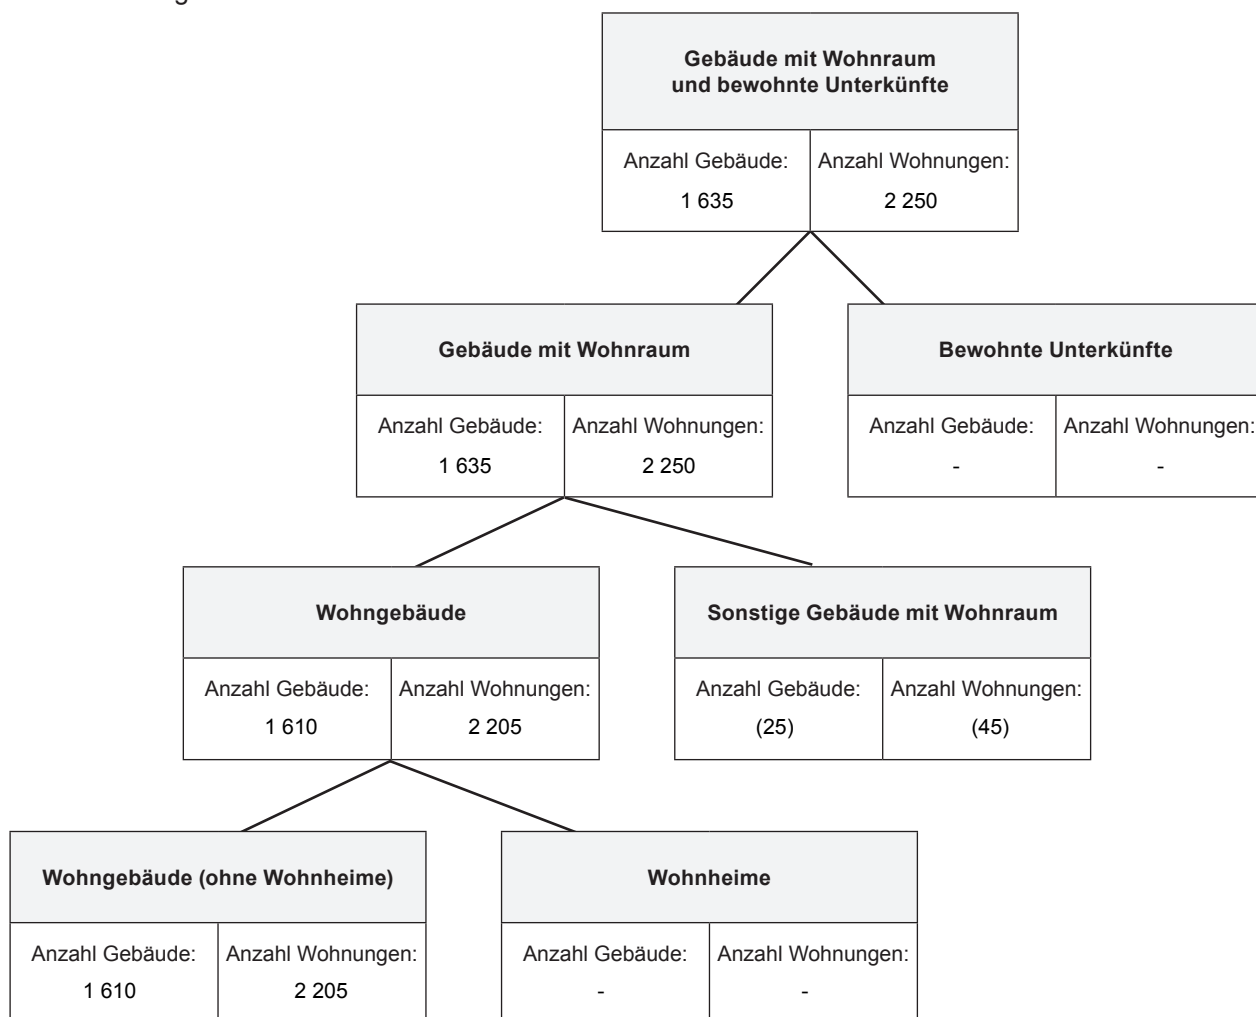 Gebäude mit Wohnraum
und bewohnte Unterkünfte
Anzahl Gebäude: Anzahl Wohnungen:
1 635 2 250
Gebäude mit Wohnraum
Anzahl Gebäude: Anzahl Wohnungen:
1 635 2 250
Bewohnte Unterkünfte
Anzahl Gebäude: Anzahl Wohnungen:
- -
Wohngebäude
Anzahl Gebäude: Anzahl Wohnungen:
1 610 2 205
Sonstige Gebäude mit Wohnraum
Anzahl Gebäude: Anzahl Wohnungen:
(25) (45)
Wohngebäude (ohne Wohnheime)
Anzahl Gebäude: Anzahl Wohnungen:
1 610 2 205
Wohnheime
Anzahl Gebäude: Anzahl Wohnungen:
- -